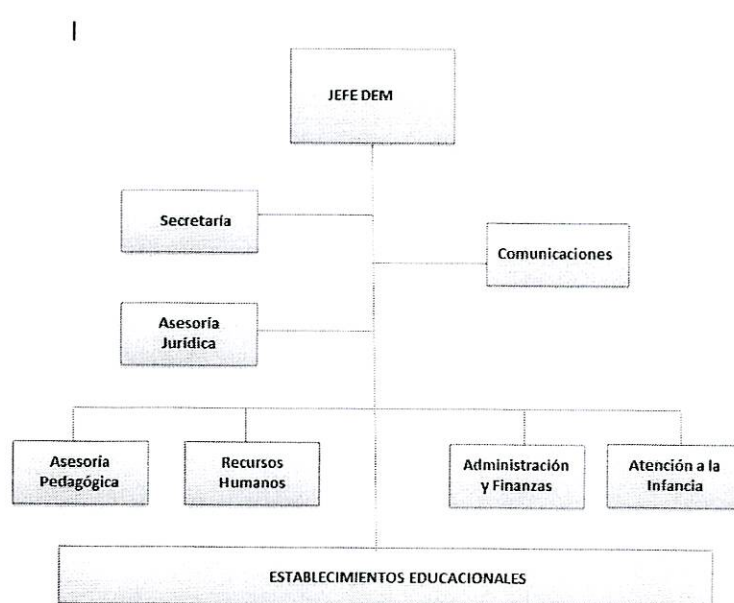 JEFE DEM
Secretaría
Comunicaciones
Asesoría
Jurídica
Asesoría
Pedagógica
Recursos
Humanos
Administración
y Finanzas
Atención a la
Infancia
ESTABLECIMIENTOS EDUCACIONALES